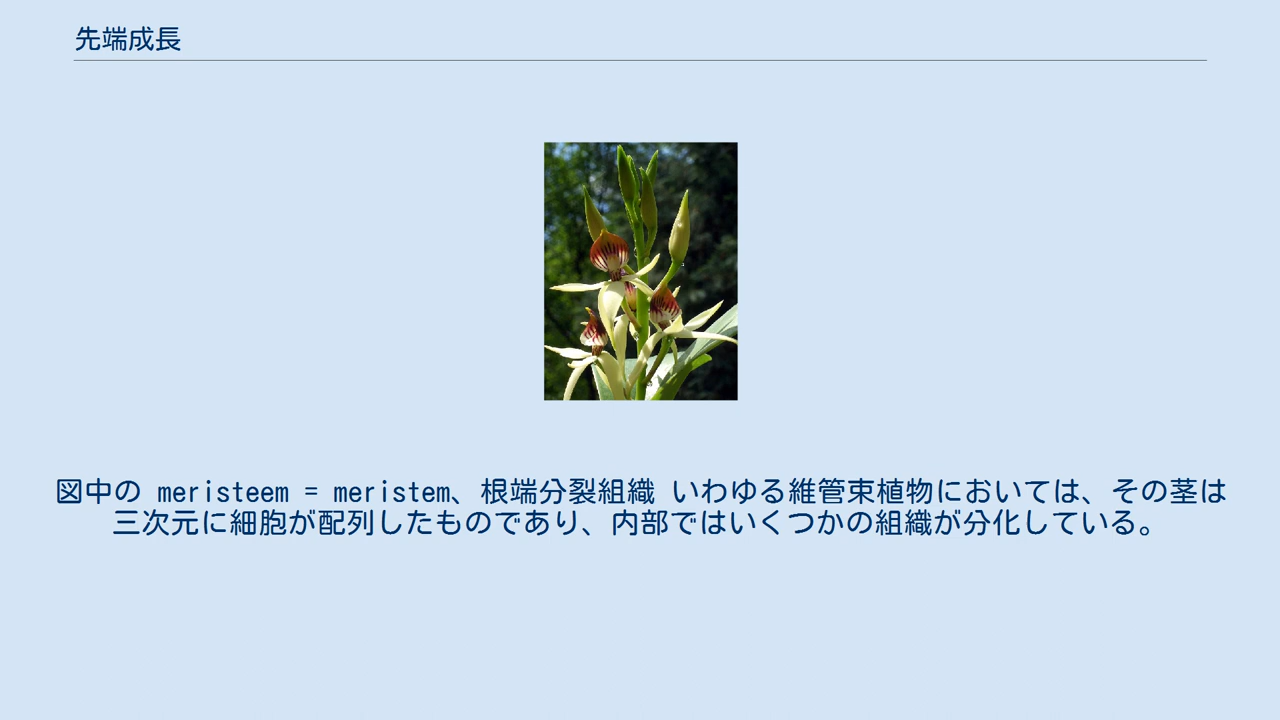 先端成長
図中の meristeem = meristem、根端分裂組織 いわゆる維管束植物においては、その茎は
三次元に細胞が配列したものであり、内部ではいくつかの組織が分化している。